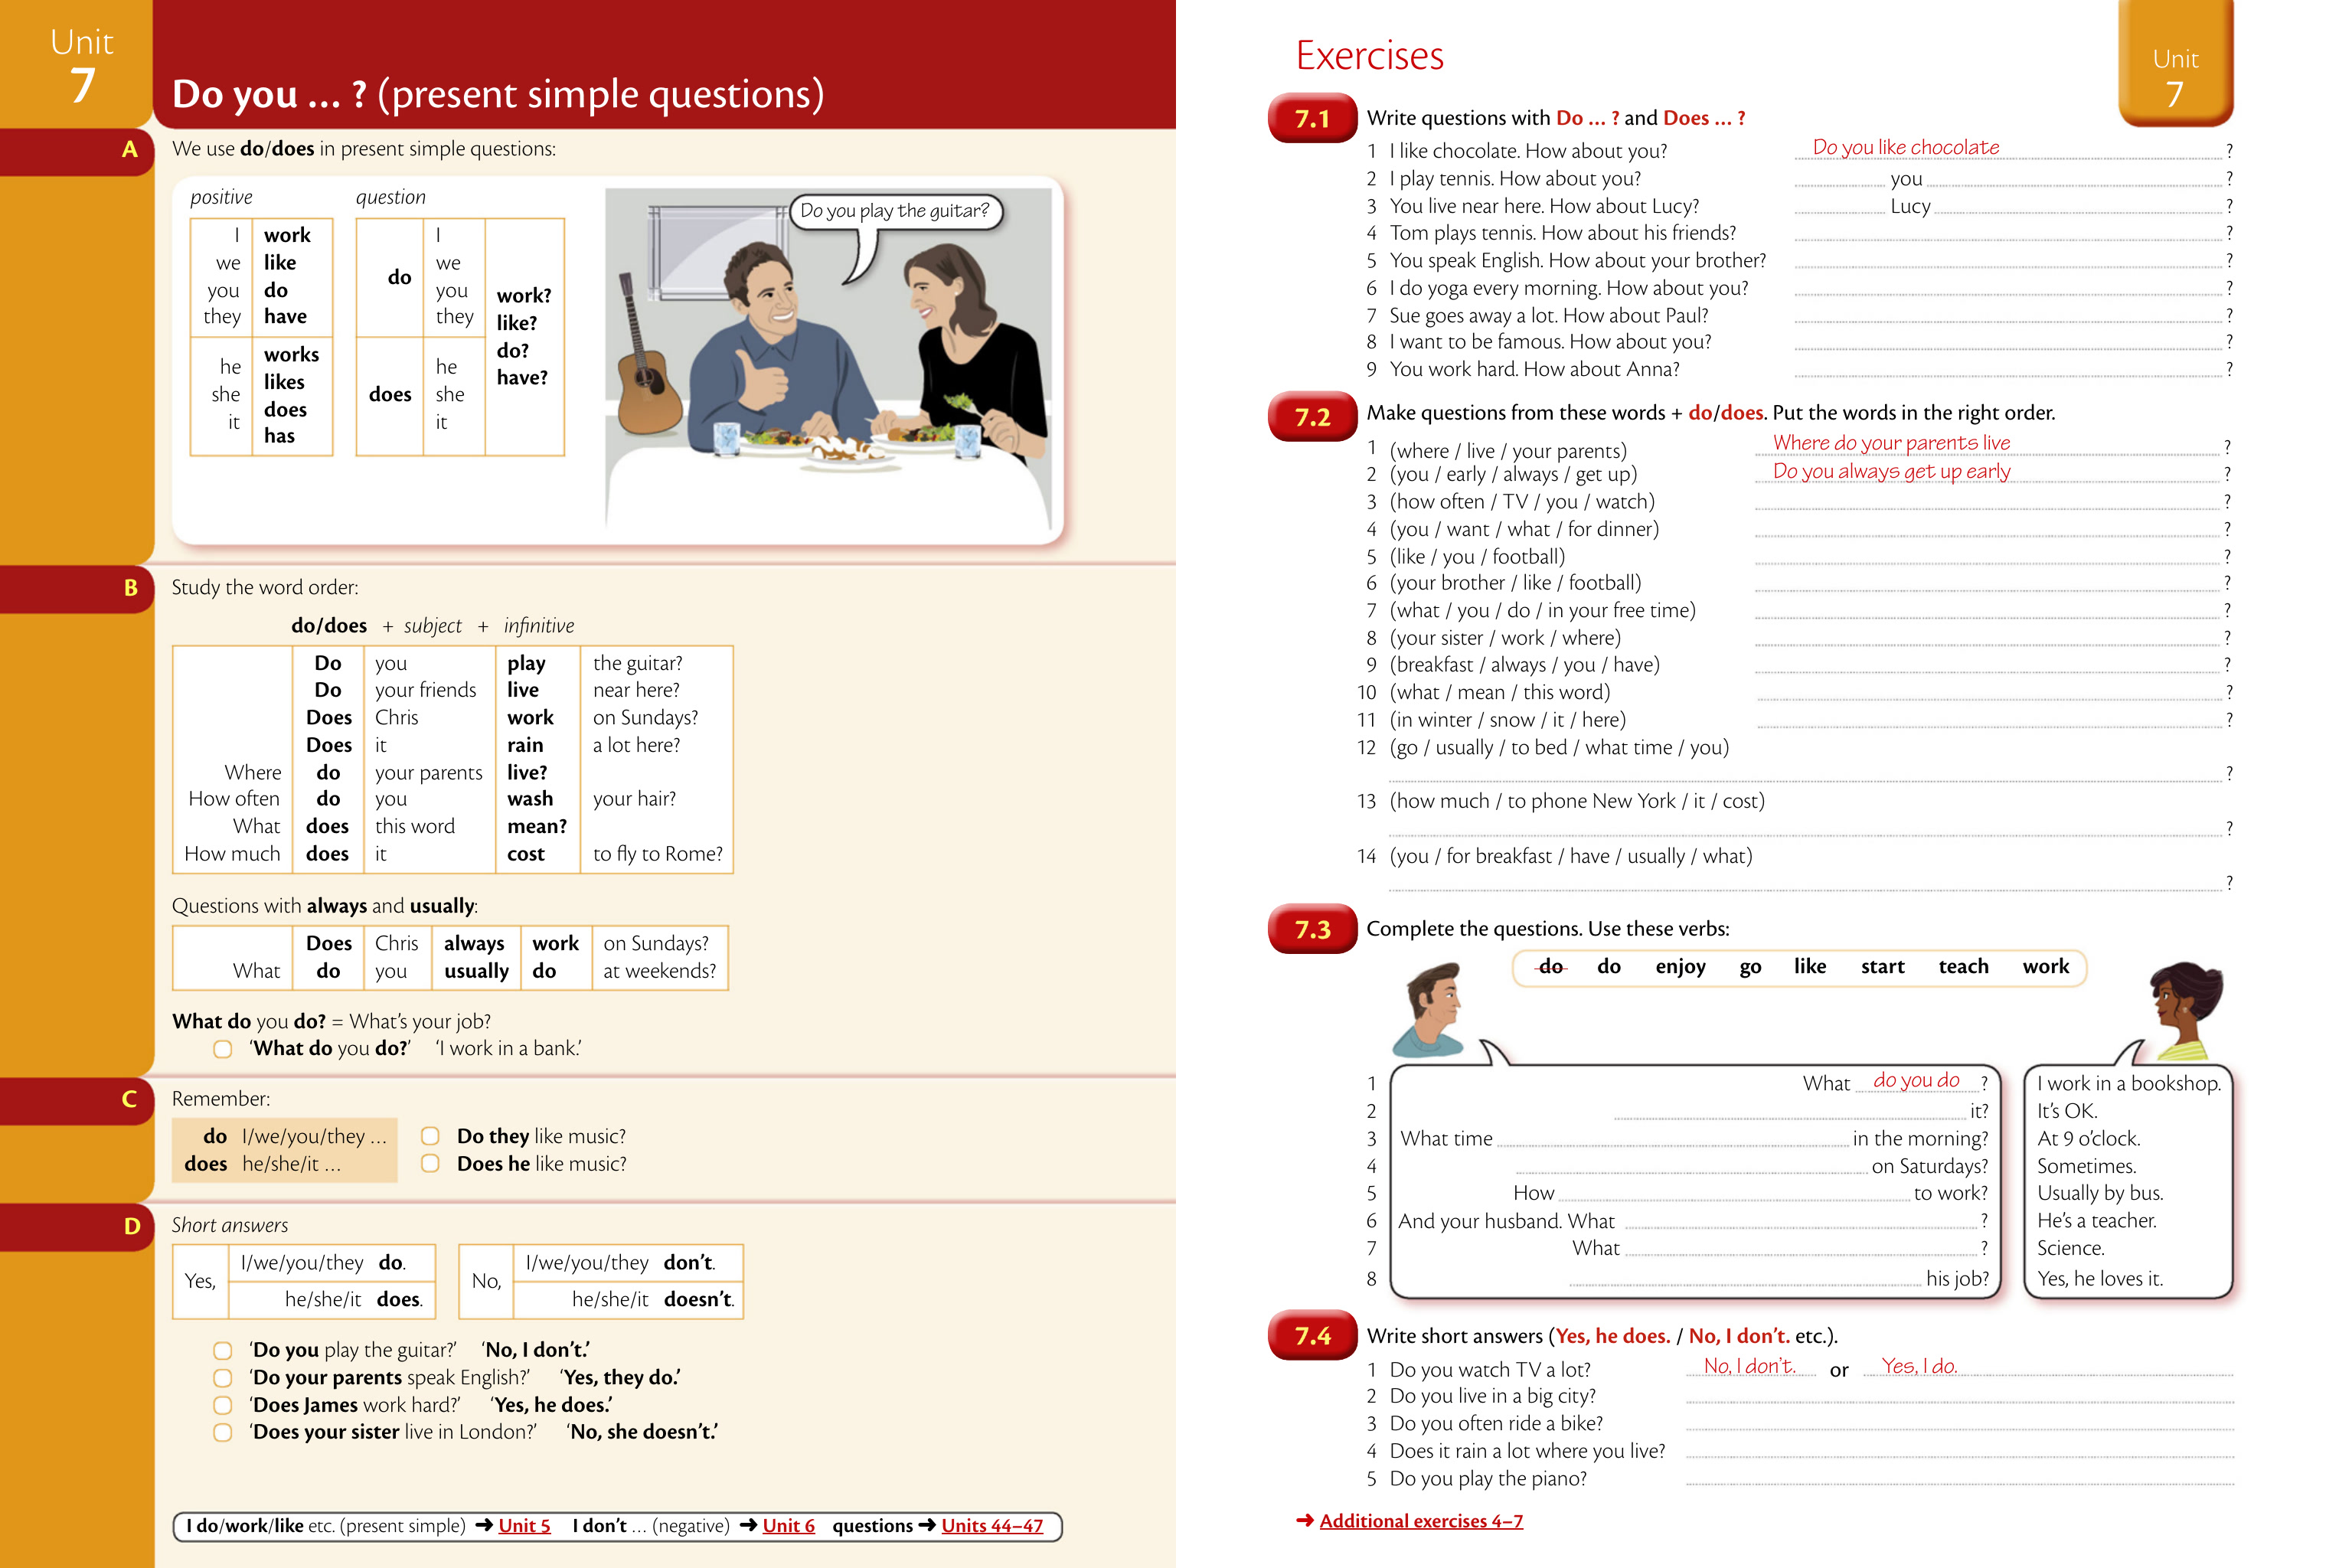 Unit
7
Do you … ? (present simple questions)
A
We use do/does in present simple questions:
positive
I work
we like
you do
they have
he works
she likes
it does
has
question
do I
we
you
they
does he
she
it
work?
like?
do?
have?
Do you play the guitar?
B
Study the word order:
do/does + subject + infinitive
Do you play the guitar?
Do your friends live near here?
Does Chris work on Sundays?
Does it rain a lot here?
Where do your parents live?
How often do you wash your hair?
What does this word mean?
How much does it cost to fly to Rome?
Questions with always and usually:
Does Chris always work on Sundays?
What do you usually do at weekends?
What do you do? = What's your job?
‘What do you do?’ ‘I work in a bank.’
C
Remember:
do I/we/you/they …
does he/she/it …
Do they like music?
Does he like music?
D
Short answers
Yes, I/we/you/they do.
he/she/it does.
No, I/we/you/they don’t.
he/she/it doesn’t.
‘Do you play the guitar?’ ‘No, I don’t.’
‘Do your parents speak English?’ ‘Yes, they do.’
‘Does James work hard?’ ‘Yes, he does.’
‘Does your sister live in London?’ ‘No, she doesn’t.’
I do/work/like etc. (present simple) ➜ Unit 5 I don’t … (negative) ➜ Unit 6 questions ➜ Units 44–47
Exercises
Unit
7
7.1 Write questions with Do … ? and Does … ?
1 I like chocolate. How about you? Do you like chocolate ?
2 I play tennis. How about you? you ?
3 You live near here. How about Lucy? Lucy ?
4 Tom plays tennis. How about his friends? ?
5 You speak English. How about your brother? ?
6 I do yoga every morning. How about you? ?
7 Sue goes away a lot. How about Paul? ?
8 I want to be famous. How about you? ?
9 You work hard. How about Anna? ?
7.2 Make questions from these words + do/does. Put the words in the right order.
1 (where / live / your parents) Where do your parents live ?
2 (you / early / always / get up) Do you always get up early ?
3 (how often / TV / you / watch) ?
4 (you / want / what / for dinner) ?
5 (like / you / football) ?
6 (your brother / like / football) ?
7 (what / you / do / in your free time) ?
8 (your sister / work / where) ?
9 (breakfast / always / you / have) ?
10 (what / mean / this word) ?
11 (in winter / snow / it / here) ?
12 (go / usually / to bed / what time / you)
?
13 (how much / to phone New York / it / cost)
?
14 (you / for breakfast / have / usually / what)
?
7.3 Complete the questions. Use these verbs:
do do enjoy go like start teach work
1 What do you do ? I work in a bookshop.
2 it? It’s OK.
3 What time in the morning? At 9 o’clock.
4 on Saturdays? Sometimes.
5 How to work? Usually by bus.
6 And your husband. What ? He’s a teacher.
7 What ? Science.
8 his job? Yes, he loves it.
7.4 Write short answers (Yes, he does. / No, I don’t. etc.).
1 Do you watch TV a lot? No, I don’t. or Yes, I do.
2 Do you live in a big city?
3 Do you often ride a bike?
4 Does it rain a lot where you live?
5 Do you play the piano?
➜ Additional exercises 4–7